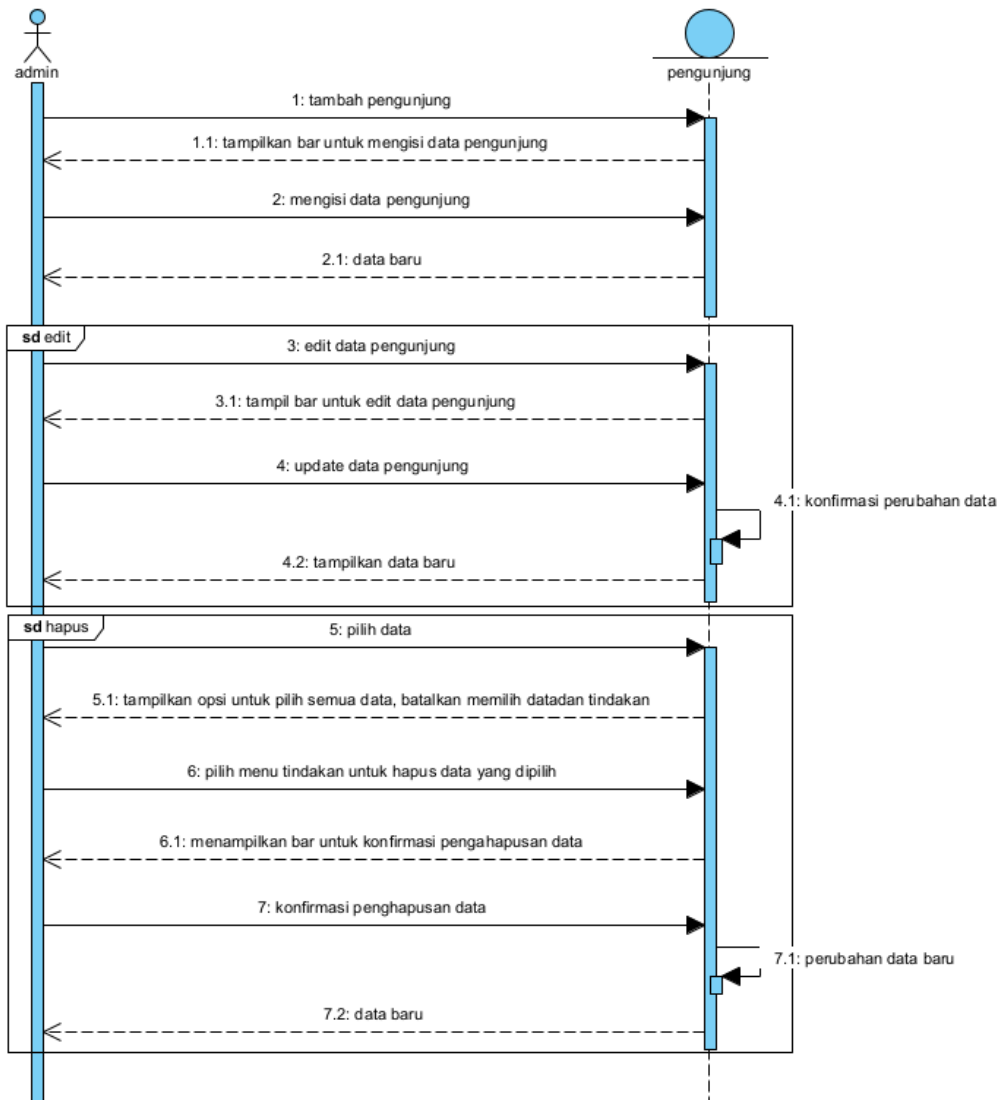 admin
pengunjung
1: tambah pengunjung
1.1: tampilkan bar untuk mengisi data pengunjung
2: mengisi data pengunjung
2.1: data baru
sd edit
3: edit data pengunjung
3.1: tampil bar untuk edit data pengunjung
4: update data pengunjung
4.1: konfirmasi perubahan data
4.2: tampilkan data baru
sd hapus
5: pilih data
5.1: tampilkan opsi untuk pilih semua data, batalkan memilih datadan tindakan
6: pilih menu tindakan untuk hapus data yang dipilih
6.1: menampilkan bar untuk konfirmasi pengahapusan data
7: konfirmasi penghapusan data
7.1: perubahan data baru
7.2: data baru